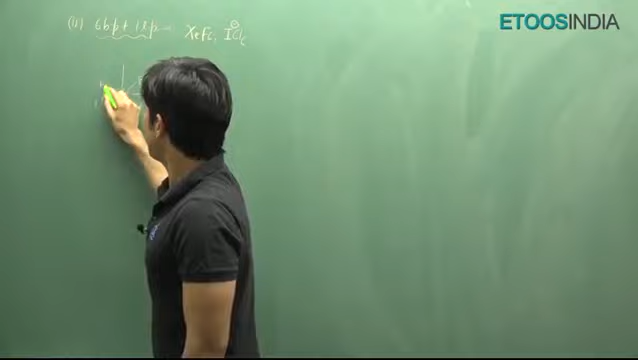 ETOOSINDIA
(ii) 6bp + 1lp XeF₆, ICl₆⊖
F